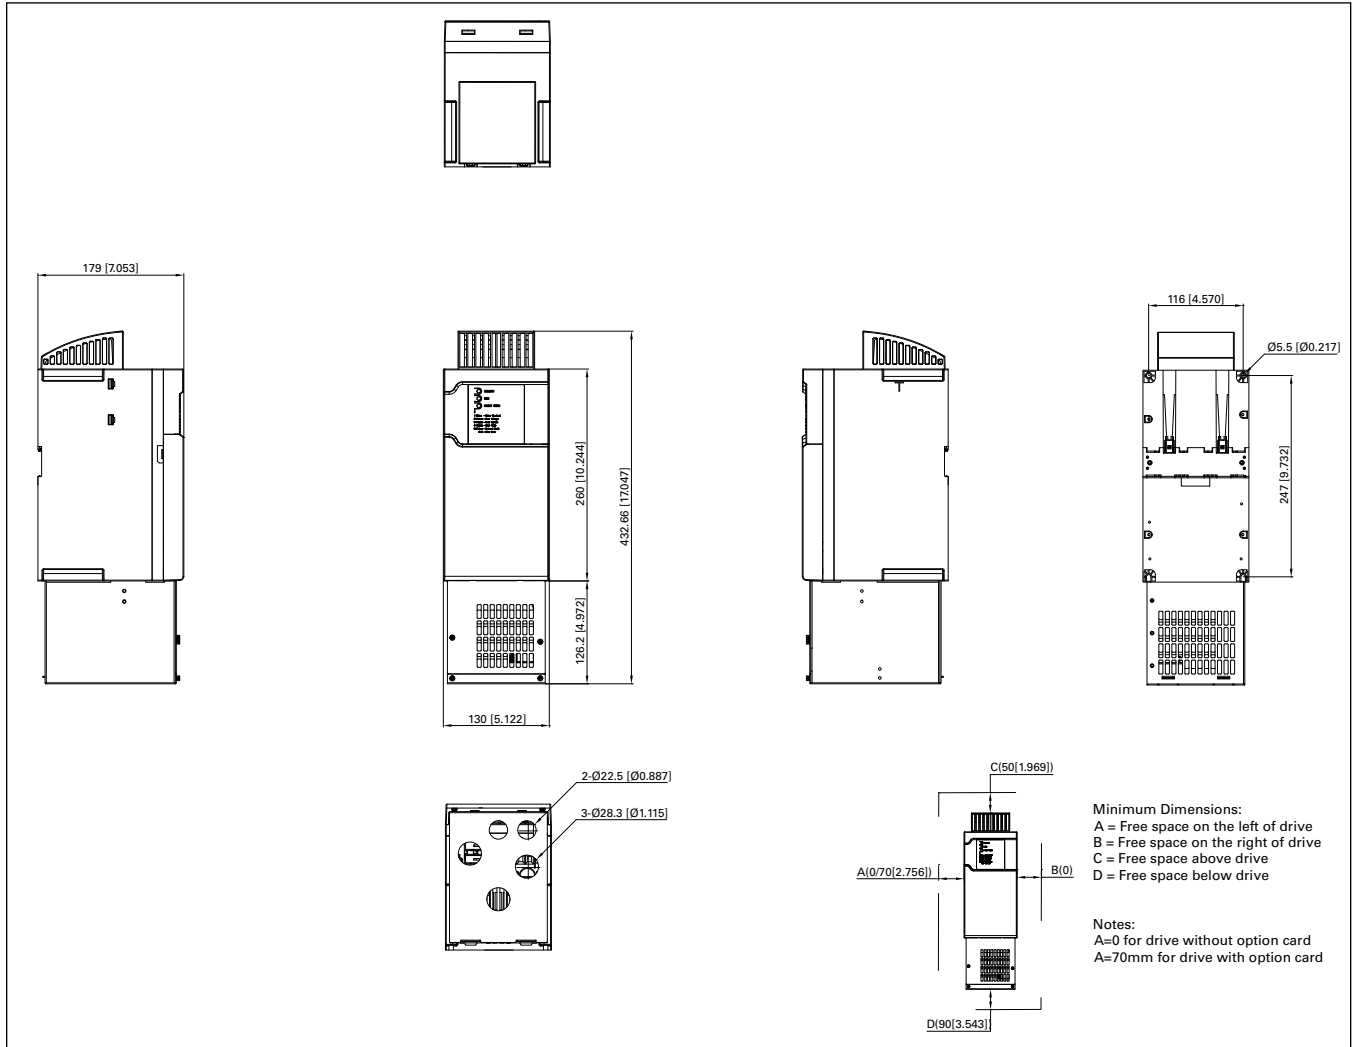 179 [7.053]
116 [4.570]
Ø5.5 [Ø0.217]
260 [10.244]
432.66 [17.047]
247 [9.732]
126.2 [4.972]
130 [5.122]
2-Ø22.5 [Ø0.887]
3-Ø28.3 [Ø1.115]
C(50[1.969])
A(0/70[2.756])
B(0)
D(90[3.543])
Minimum Dimensions:
A = Free space on the left of drive
B = Free space on the right of drive
C = Free space above drive
D = Free space below drive
Notes:
A=0 for drive without option card
A=70mm for drive with option card